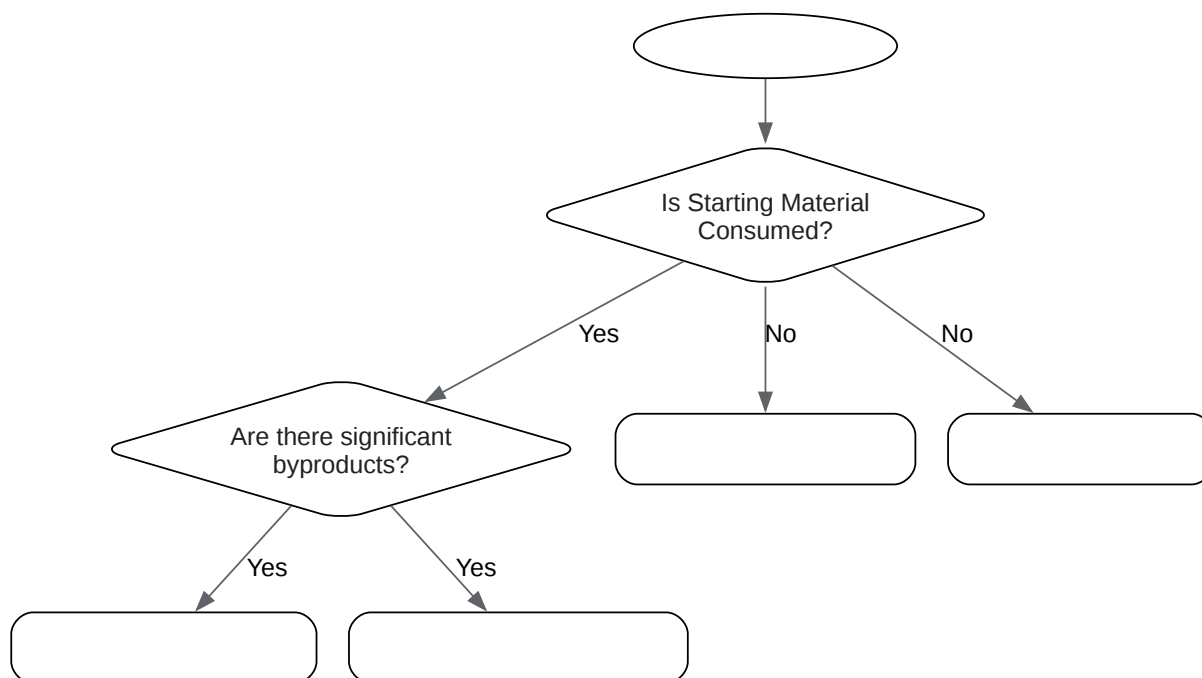 Is Starting Material
Consumed?
Yes
No
No
Are there significant
byproducts?
Yes
Yes